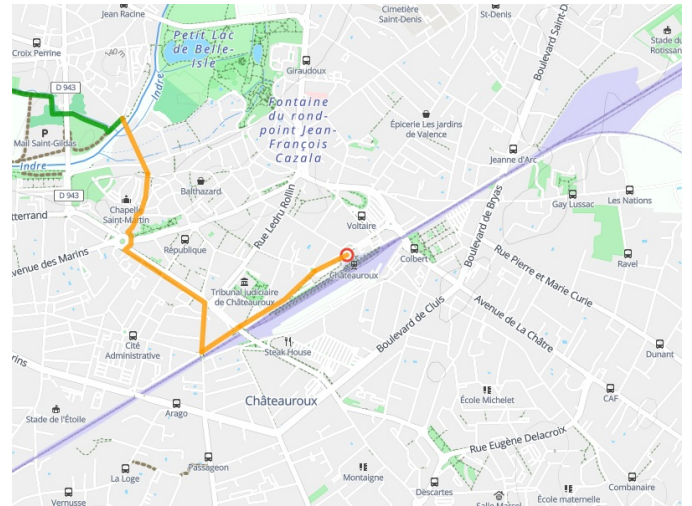 Jean Racine
Cimetière
Saint-Denis
St-Denis
Croix Perrine
Petit Lac
de Belle-
Isle
Indre
Giraudoux
Boulevard Saint-D
Stade du
Rotissan
D 943
Fontaine
du rond-
point Jean-
François
Cazala
Épicerie Les jardins
de Valence
P
Mail Saint-Gildas
Indre
Jeanne d'Arc
Balthazard
D 943
Chapelle
Saint-Martin
Gay Lussac
Les Nations
tterrand
Rue Ledru Rollin
Voltaire
Boulevard de Bryas
venue des Marins
République
Colbert
Ravel
Rue Pierre et Marie Curie
Châteauroux
Tribunal judiciaire
de Châteauroux
Avenue de La Châtre
Boulevard de Cluis
Cité
Administrative
Steak House
Dunant
rins
Châteauroux
École Michelet
CAF
Stade de l'Étoile
Arago
Rue Eugène Delacroix
La Loge
Passageon
Montaigne
Descartes
Combanaire
Vernusse
Salle Marcel
École maternelle